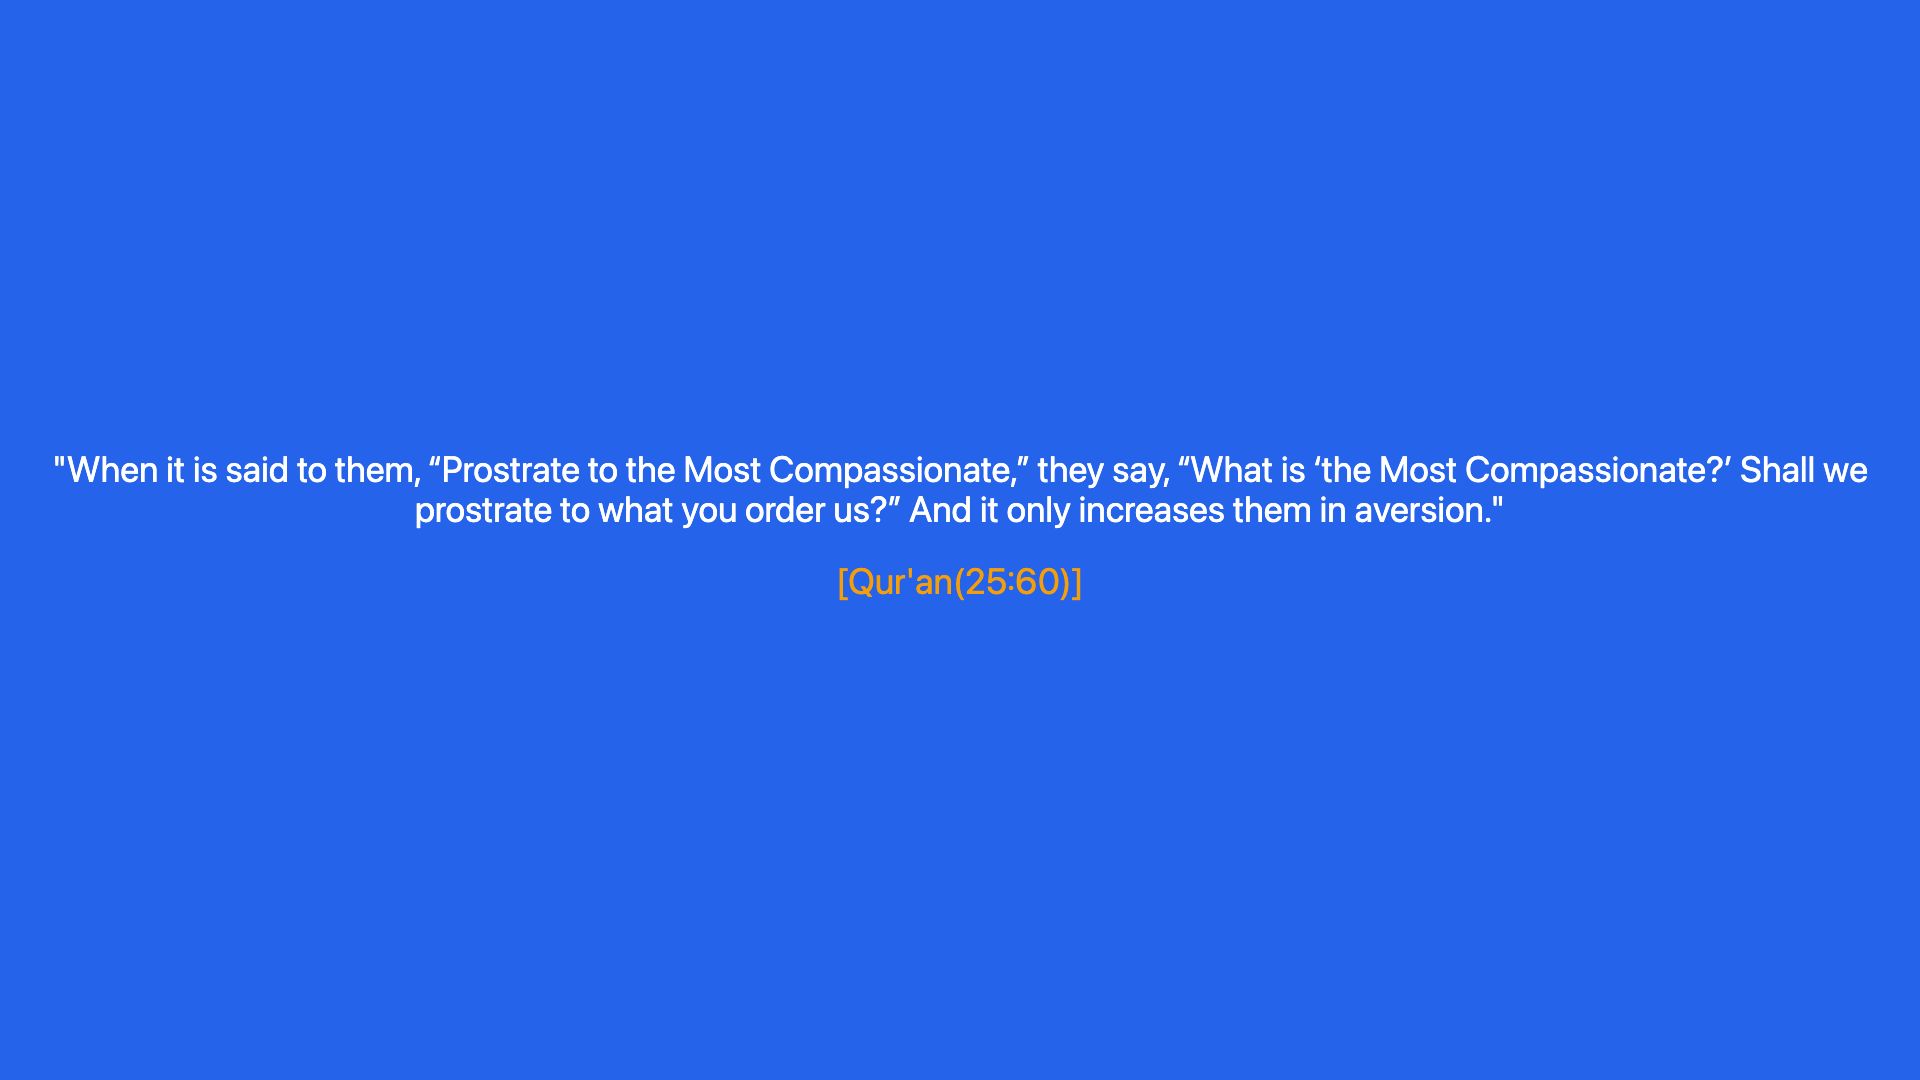 "When it is said to them, “Prostrate to the Most Compassionate,” they say, “What is ‘the Most Compassionate?’ Shall we
prostrate to what you order us?” And it only increases them in aversion."
[Qur'an(25:60)]